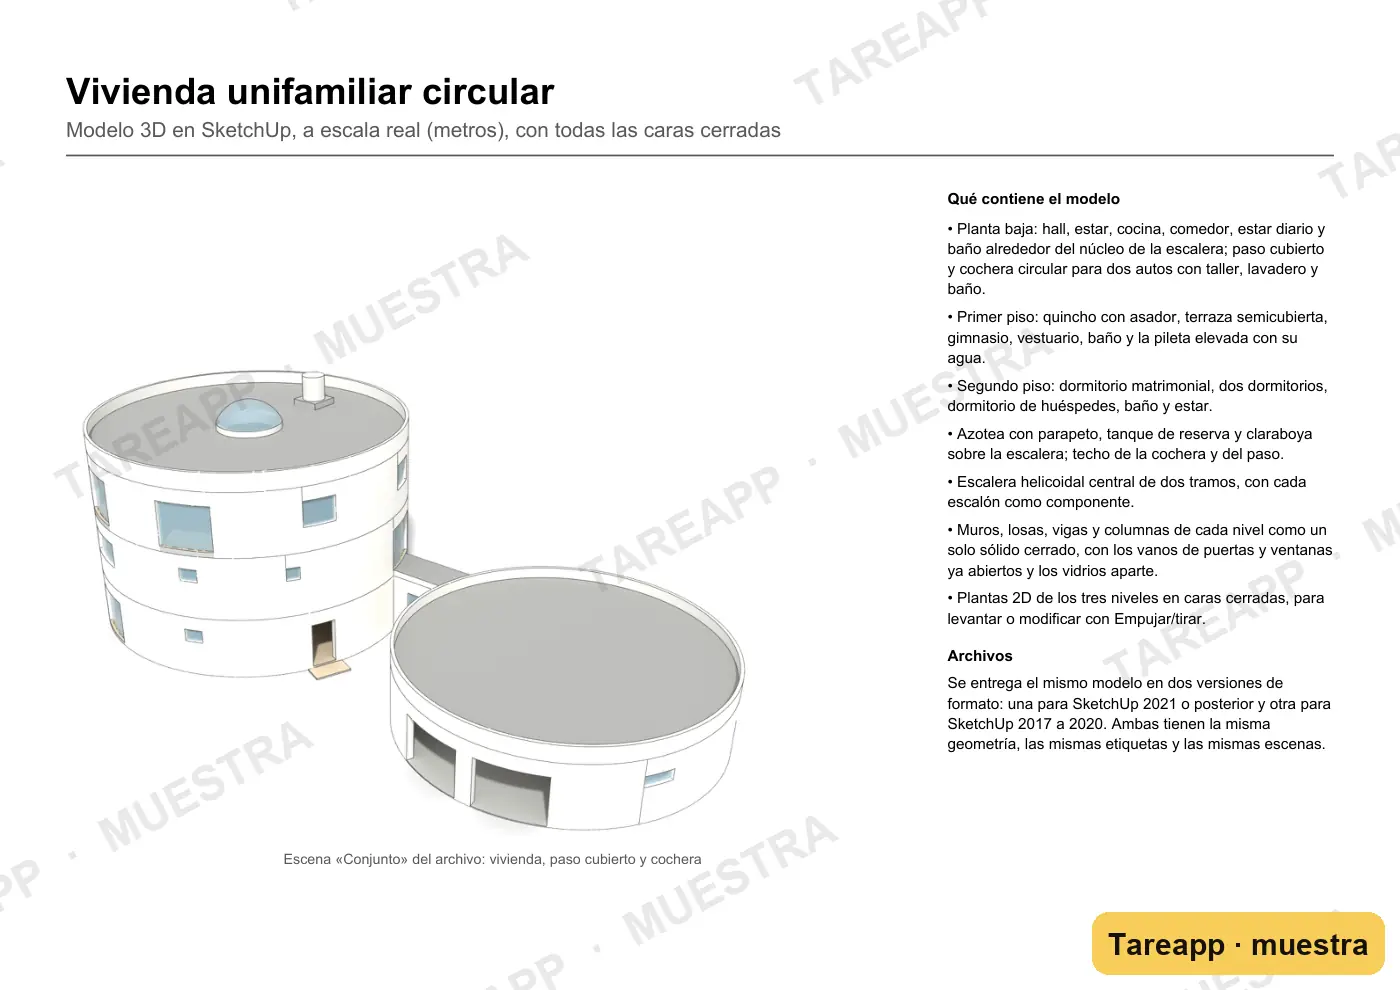 Vivienda unifamiliar circular
Modelo 3D en SketchUp, a escala real (metros), con todas las caras cerradas
Qué contiene el modelo
• Planta baja: hall, estar, cocina, comedor, estar diario y
baño alrededor del núcleo de la escalera; paso cubierto
y cochera circular para dos autos con taller, lavadero y
baño.
• Primer piso: quincho con asador, terraza semicubierta,
gimnasio, vestuario, baño y la pileta elevada con su
agua.
• Segundo piso: dormitorio matrimonial, dos dormitorios,
dormitorio de huéspedes, baño y estar.
• Azotea con parapeto, tanque de reserva y claraboya
sobre la escalera; techo de la cochera y del paso.
• Escalera helicoidal central de dos tramos, con cada
escalón como componente.
• Muros, losas, vigas y columnas de cada nivel como un
solo sólido cerrado, con los vanos de puertas y ventanas
ya abiertos y los vidrios aparte.
• Plantas 2D de los tres niveles en caras cerradas, para
levantar o modificar con Empujar/tirar.
Archivos
Se entrega el mismo modelo en dos versiones de
formato: una para SketchUp 2021 o posterior y otra para
SketchUp 2017 a 2020. Ambas tienen la misma
geometría, las mismas etiquetas y las mismas escenas.
Escena «Conjunto» del archivo: vivienda, paso cubierto y cochera
TAREAPP · MUESTRA
TAREAPP · MUESTRA
Tareapp · muestra